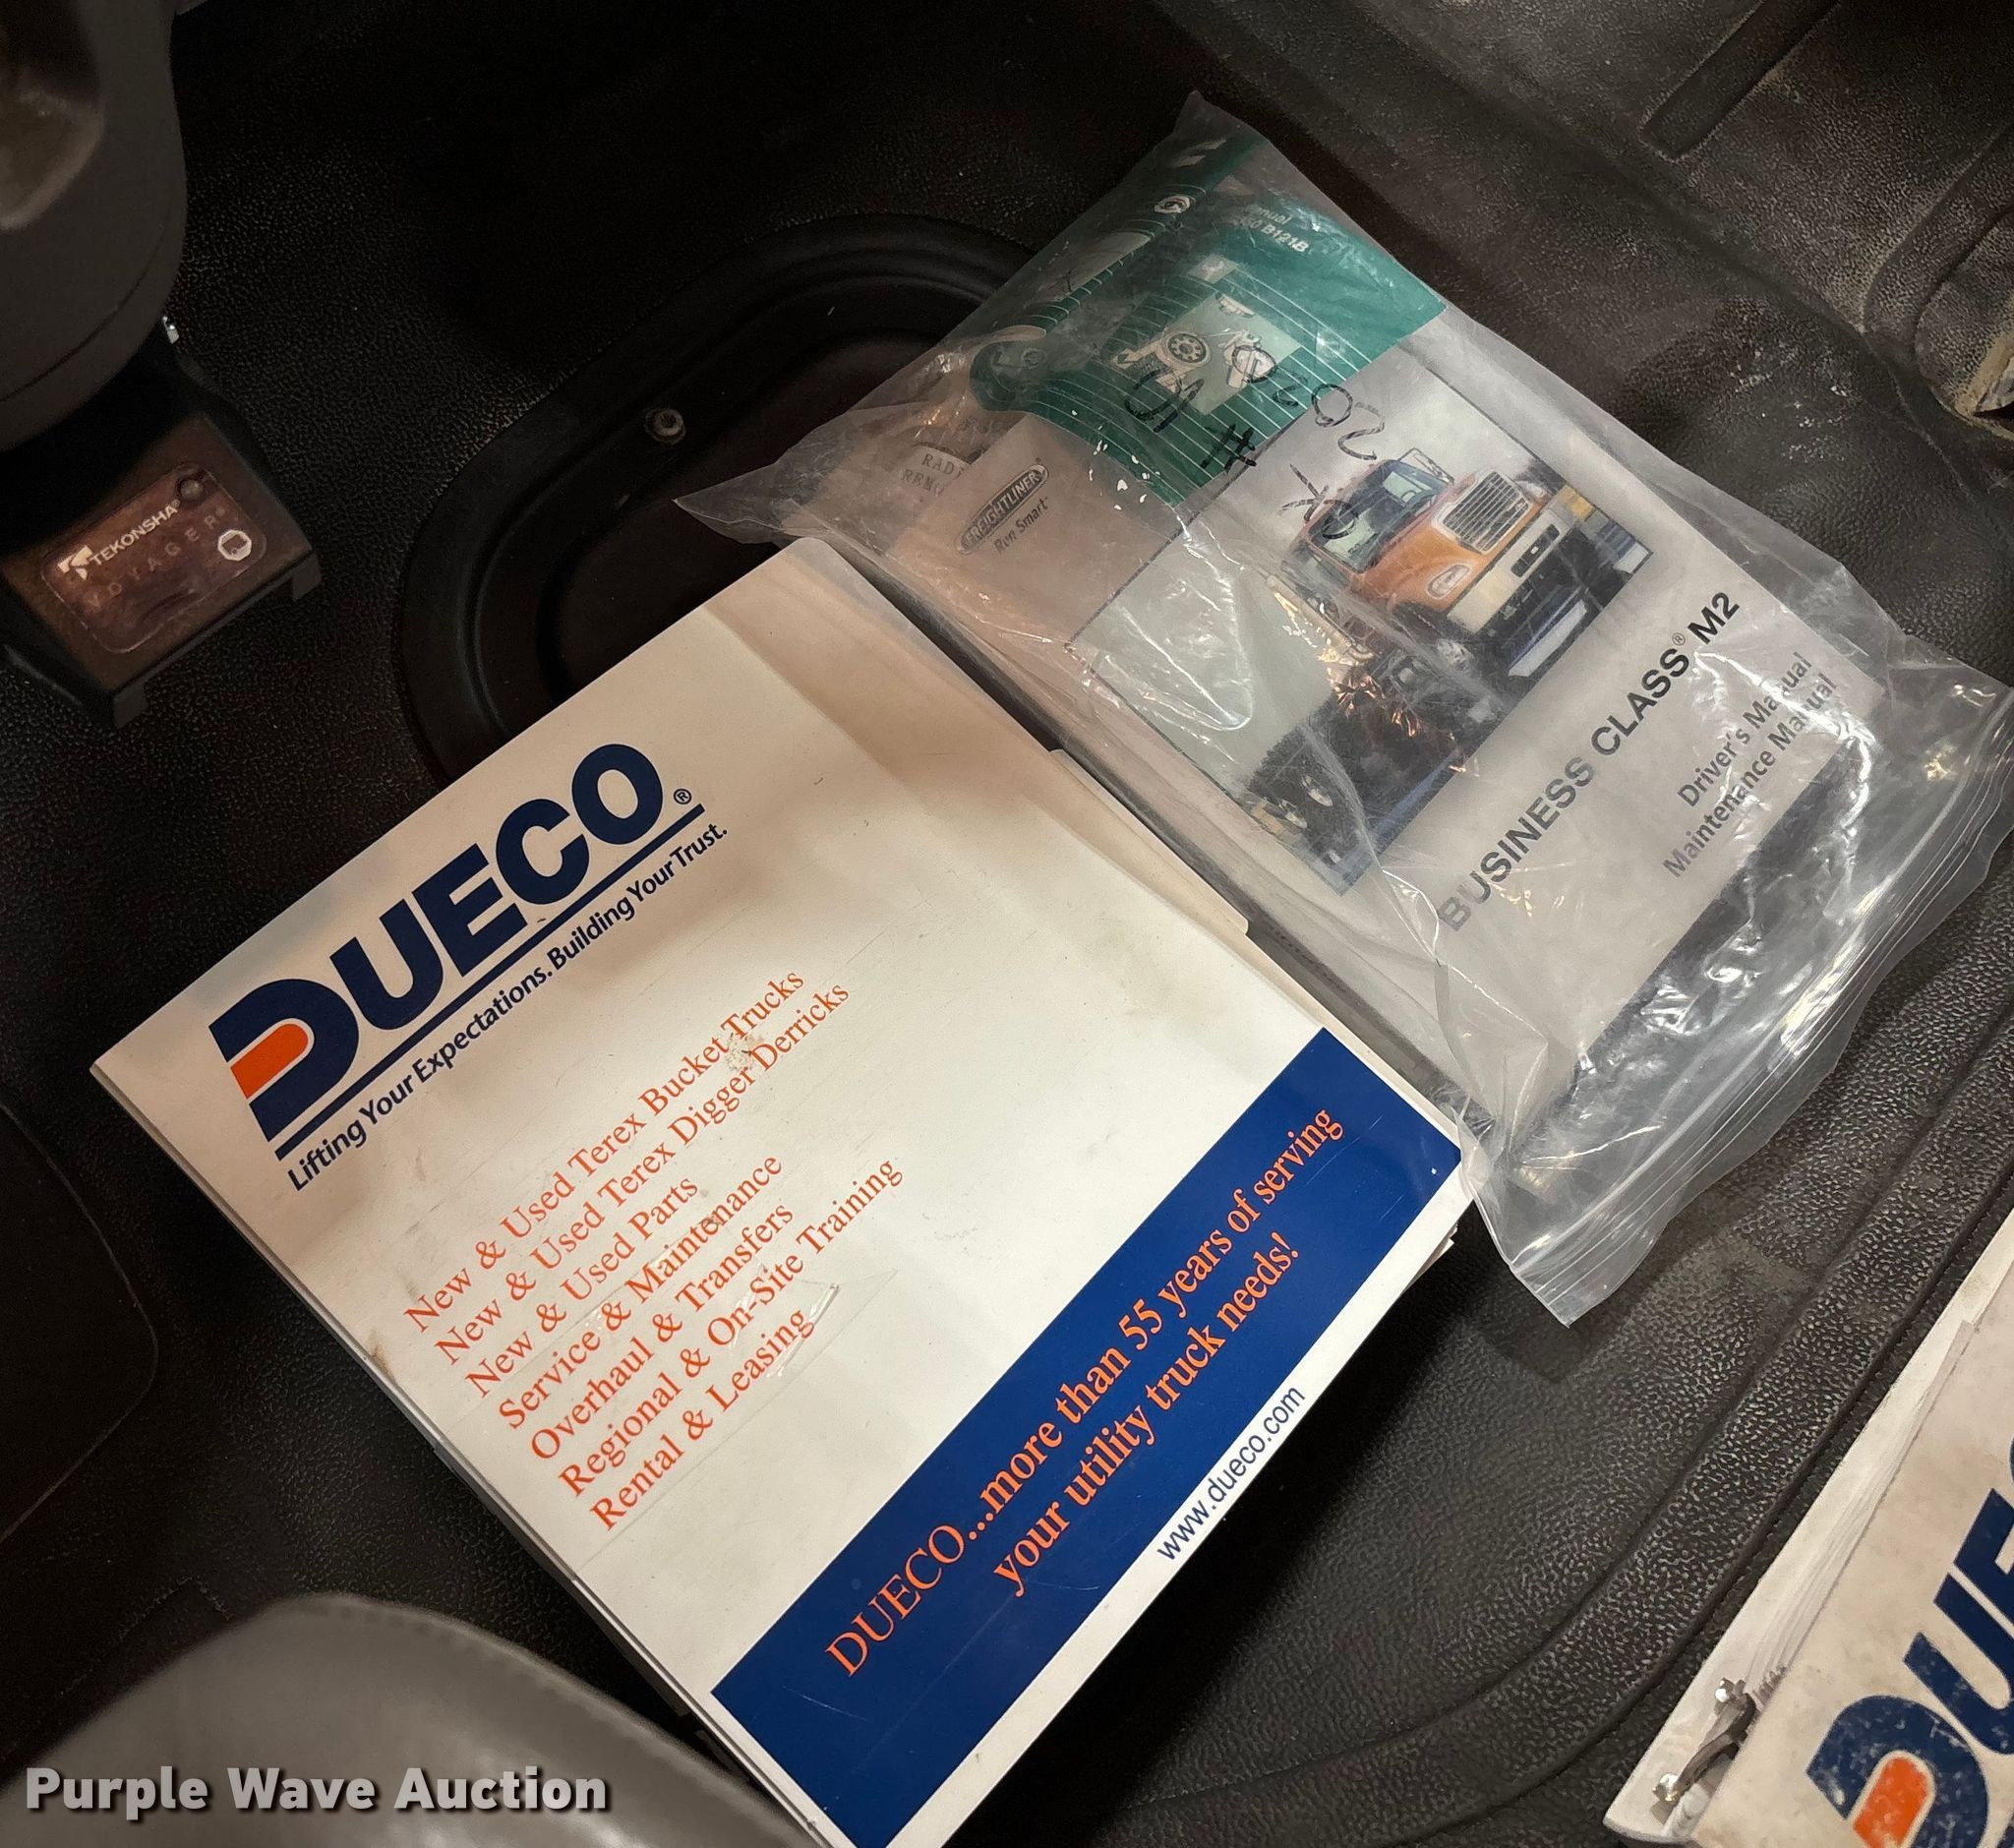 TEKONSHA®
DUECO®
Lifting Your Expectations. Building Your Trust.
New & Used Terex Bucket Trucks
New & Used Terex Digger Derricks
New & Used Parts
Service & Maintenance
Overhaul & Transfers
Regional & On-Site Training
Rental & Leasing
DUECO...more than 55 years of serving
your utility truck needs!
www.dueco.com
B121B
FREIGHTLINER®
Run Smart
BUSINESS CLASS® M2
Driver's Manual
Maintenance Manual
Purple Wave Auction